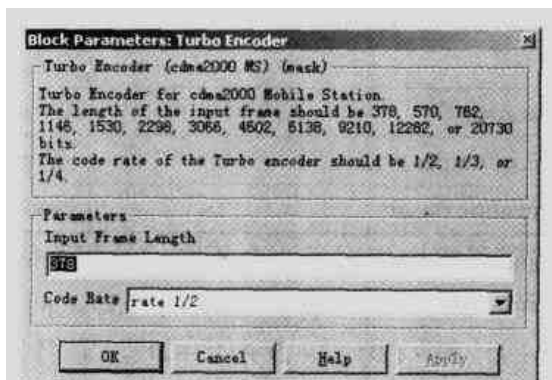 Block Parameters: Turbo Encoder
Turbo Encoder (cdma2000 MS) (mask)
Turbo Encoder for cdma2000 Mobile Station.
The length of the input frame should be 378, 570, 762,
1146, 1530, 2298, 3066, 4602, 6138, 9210, 12282, or 20730
bits.
The code rate of the Turbo encoder should be 1/2, 1/3, or
1/4.
Parameters
Input Frame Length
378
Code Rate rate 1/2
OK Cancel Help Apply